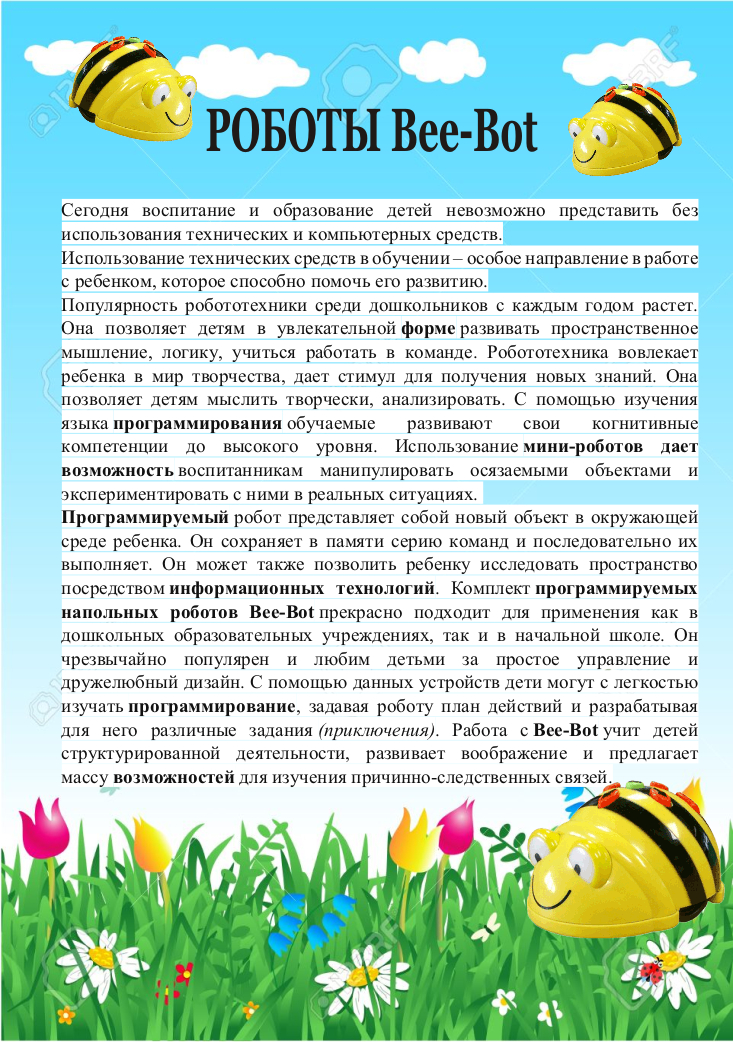 РОБОТЫ Bee-Bot
Сегодня воспитание и образование детей невозможно представить без
использования технических и компьютерных средств.
Использование технических средств в обучении – особое направление в работе
с ребенком, которое способно помочь его развитию.
Популярность робототехники среди дошкольников с каждым годом растет.
Она позволяет детям в увлекательной форме развивать пространственное
мышление, логику, учиться работать в команде. Робототехника вовлекает
ребенка в мир творчества, дает стимул для получения новых знаний. Она
позволяет детям мыслить творчески, анализировать. С помощью изучения
языка программирования обучаемые развивают свои когнитивные
компетенции до высокого уровня. Использование мини-роботов дает
возможность воспитанникам манипулировать осязаемыми объектами и
экспериментировать с ними в реальных ситуациях.
Программируемый робот представляет собой новый объект в окружающей
среде ребенка. Он сохраняет в памяти серию команд и последовательно их
выполняет. Он может также позволить ребенку исследовать пространство
посредством информационных технологий. Комплект программируемых
напольных роботов Bee-Bot прекрасно подходит для применения как в
дошкольных образовательных учреждениях, так и в начальной школе. Он
чрезвычайно популярен и любим детьми за простое управление и
дружелюбный дизайн. С помощью данных устройств дети могут с легкостью
изучать программирование, задавая роботу план действий и разрабатывая
для него различные задания (приключения). Работа с Bee-Bot учит детей
структурированной деятельности, развивает воображение и предлагает
массу возможностей для изучения причинно-следственных связей.